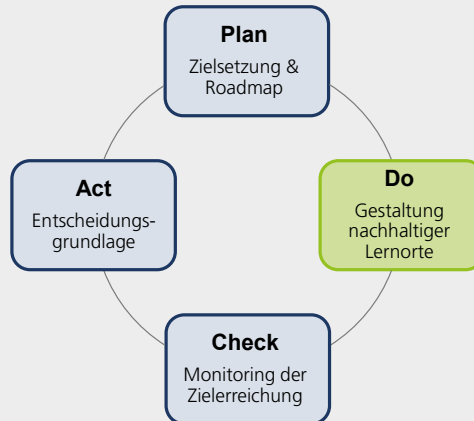 Plan
Zielsetzung &
Roadmap
Do
Gestaltung
nachhaltiger
Lernorte
Check
Monitoring der
Zielerreichung
Act
Entscheidungs-
grundlage